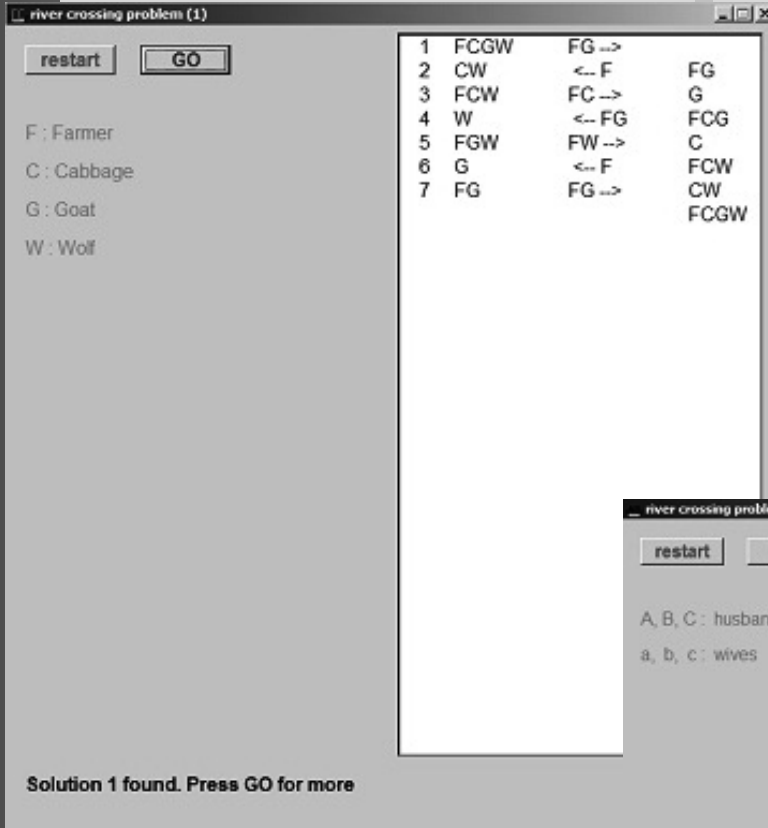 river crossing problem (1)
restart GO
F : Farmer
C : Cabbage
G : Goat
W : Wolf
1 FCGW FG -->
2 CW <-- F FG
3 FCW FC --> G
4 W <-- FG FCG
5 FGW FW --> C
6 G <-- F FCW
7 FG FG --> CW
FCGW
Solution 1 found. Press GO for more
river crossing
restart
A, B, C :
a, b, c : wives